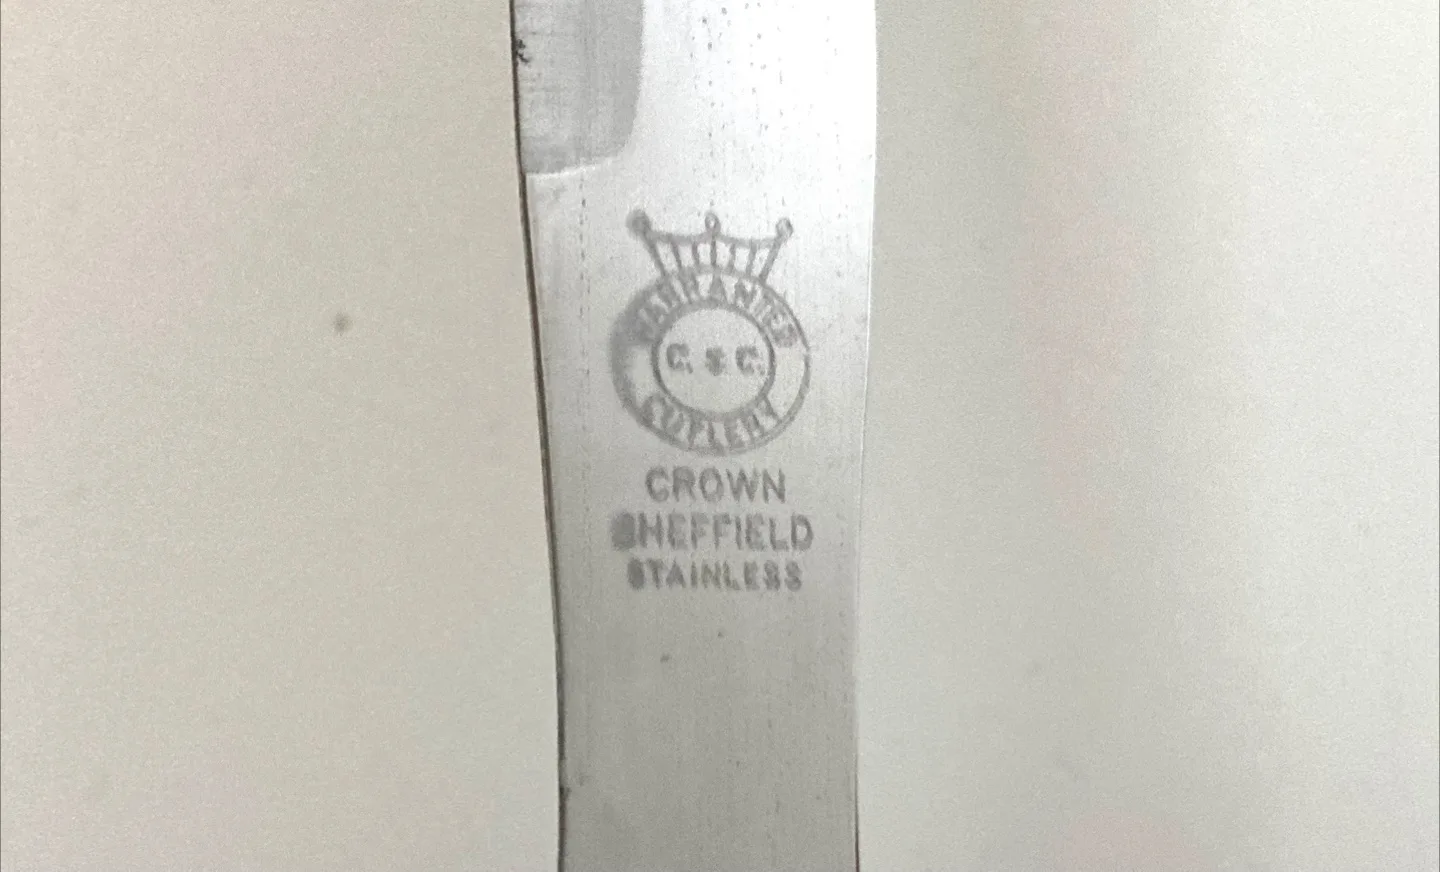 WARRANTED
C. S. C.
CUTLERY
CROWN
SHEFFIELD
STAINLESS